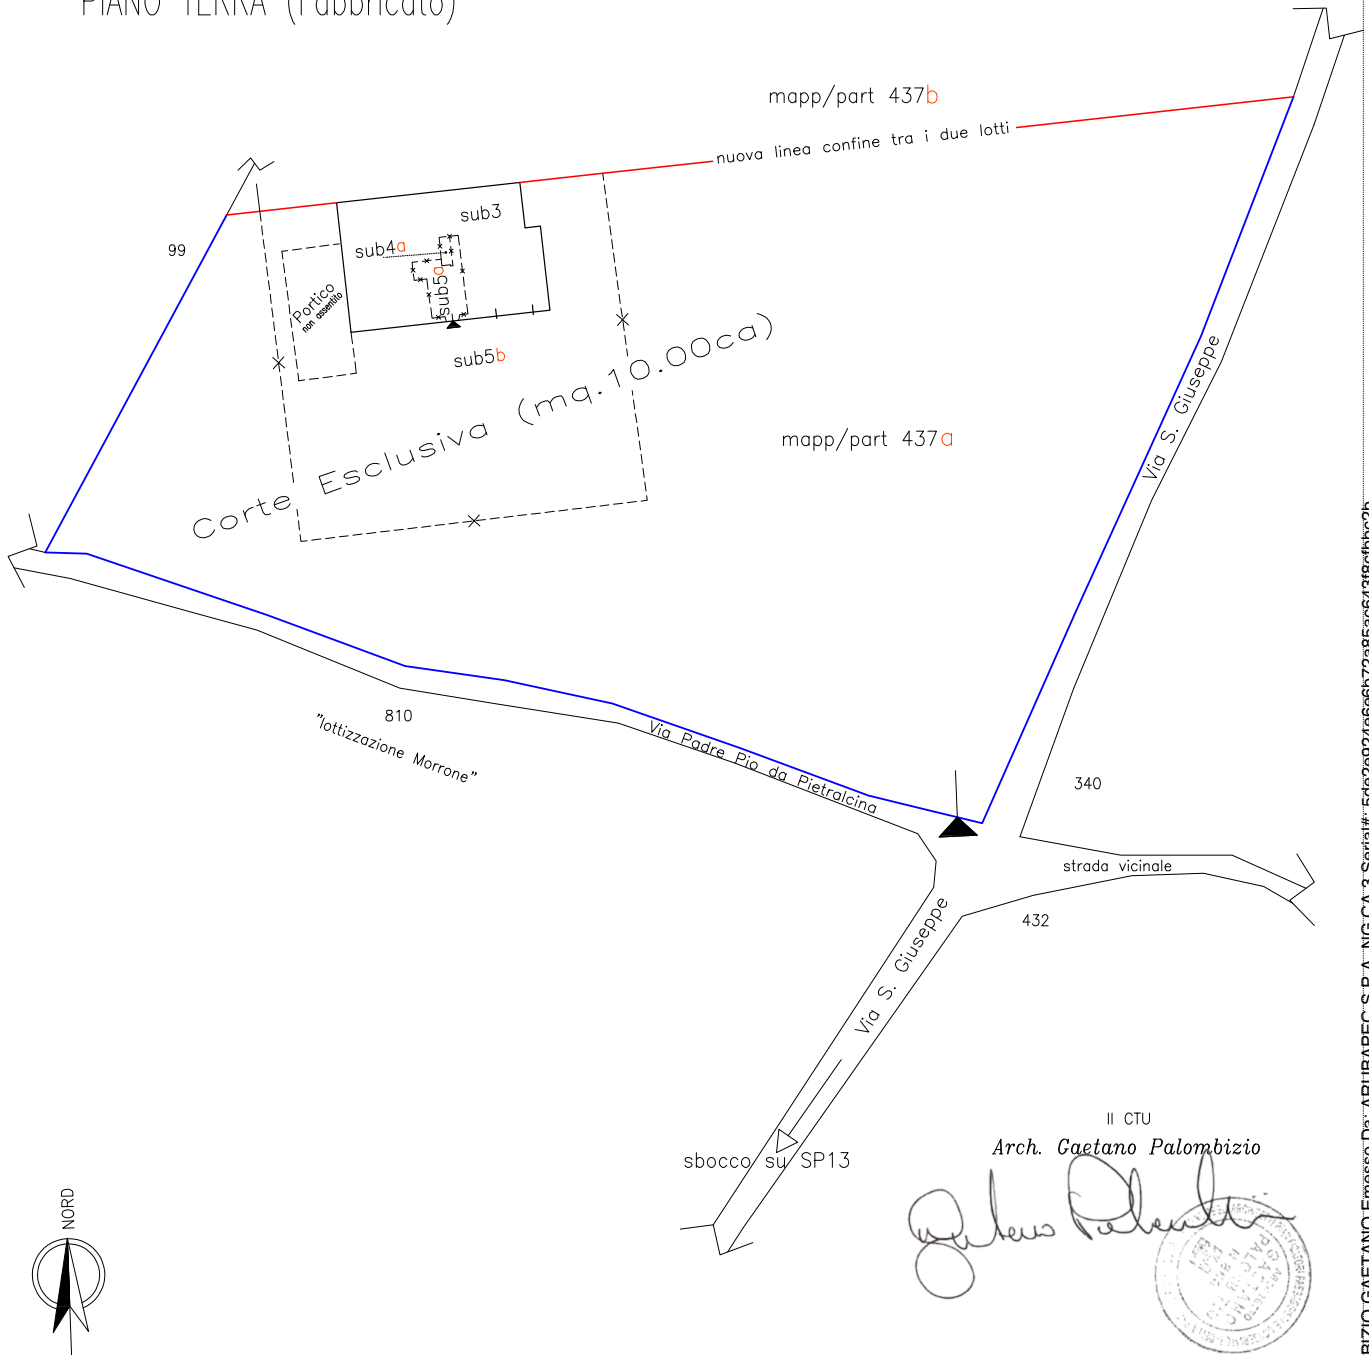 PIANO TERRA (Fabbricato)
mapp/part 437b
nuova linea confine tra i due lotti
sub3
99
sub4a
sub5a
Portico
non assentito
sub5b
Corte Esclusiva (mq.10.00ca)
mapp/part 437a
Via S. Giuseppe
810
"lottizzazione Morrone"
Via Padre Pio da Pietralcina
340
strada vicinale
432
Via S. Giuseppe
sbocco su SP13
Il CTU
Arch. Gaetano Palombizio
NORD